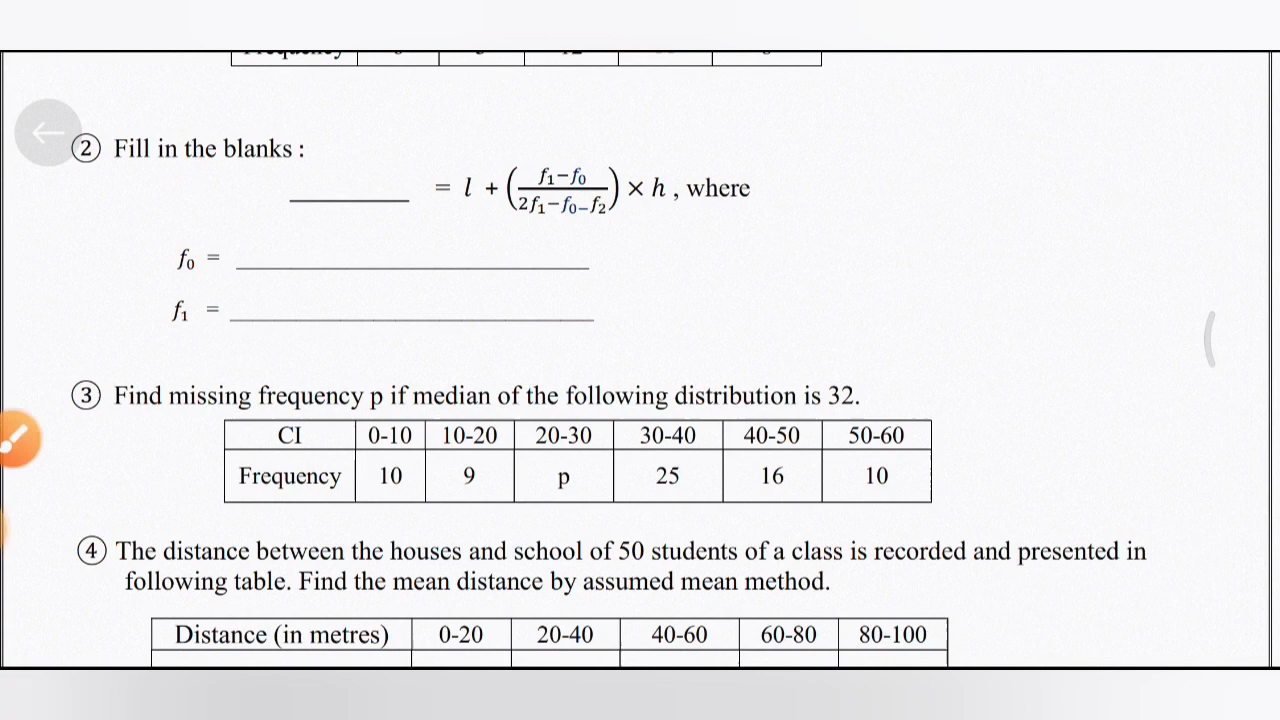 ② Fill in the blanks :
________ = l + (f₁−f₀ / 2f₁−f₀−f₂) × h , where
f₀ = ________
f₁ = ________
③ Find missing frequency p if median of the following distribution is 32.
CI 0-10 10-20 20-30 30-40 40-50 50-60
Frequency 10 9 p 25 16 10
④ The distance between the houses and school of 50 students of a class is recorded and presented in
following table. Find the mean distance by assumed mean method.
Distance (in metres) 0-20 20-40 40-60 60-80 80-100